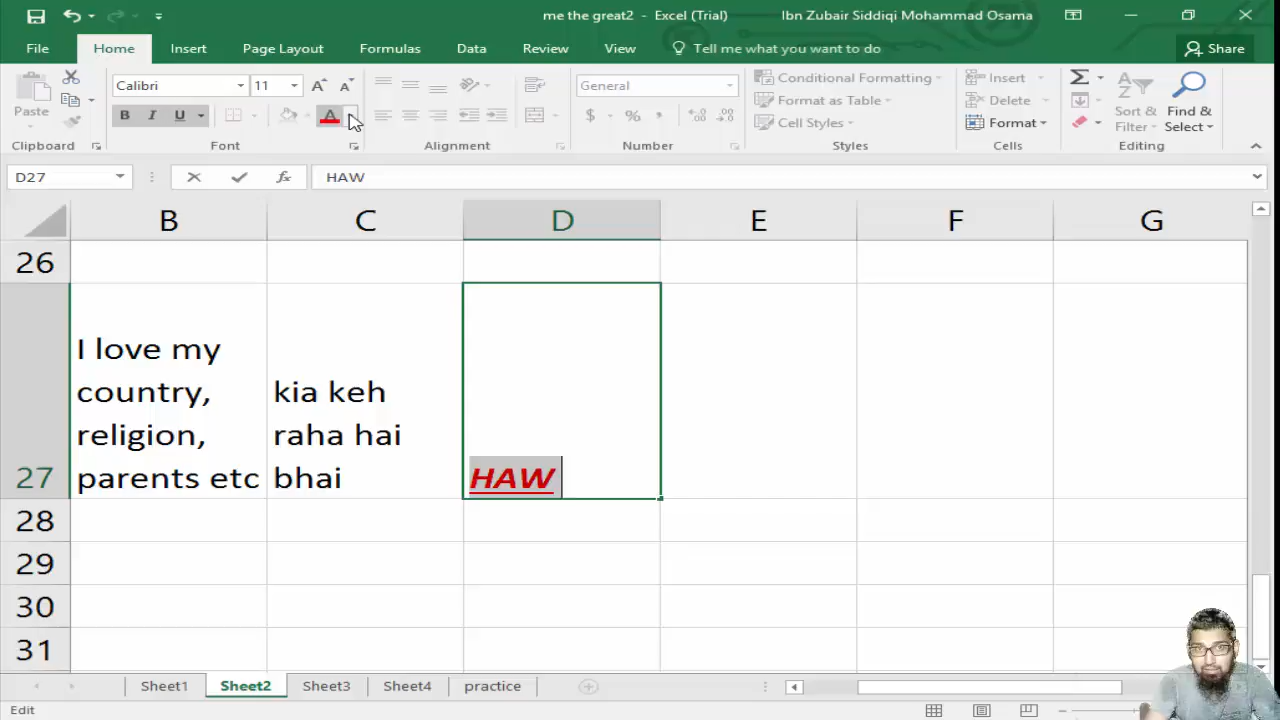 me the great2 - Excel (Trial)
Ibn Zubair Siddiqi Mohammad Osama
File Home Insert Page Layout Formulas Data Review View Tell me what you want to do Share
Paste
Clipboard
Calibri 11
B I U A
Font
Alignment
General
$ % ,
Number
Conditional Formatting
Format as Table
Cell Styles
Styles
Insert
Delete
Format
Cells
Sort &
Filter
Find &
Select
Editing
D27 fx HAW
B C D E F G
26
27
I love my
country,
religion,
parents etc
kia keh
raha hai
bhai
HAW
28
29
30
31
Sheet1 Sheet2 Sheet3 Sheet4 practice
Edit